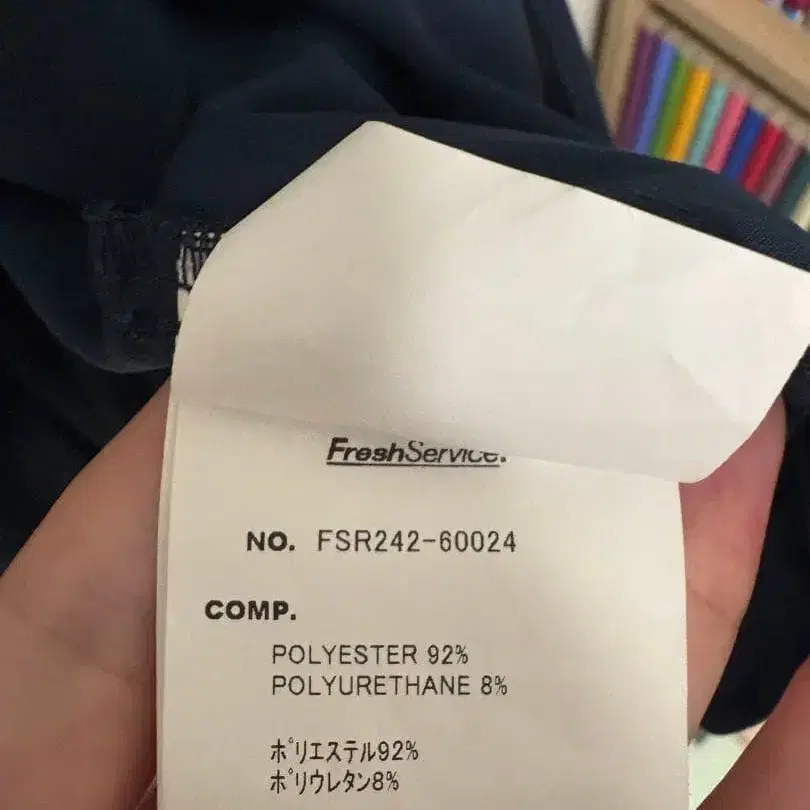 FreshService.
NO. FSR242-60024
COMP.
POLYESTER 92%
POLYURETHANE 8%
ﾎﾟﾘｴｽﾃﾙ92%
ﾎﾟﾘｳﾚﾀﾝ8%